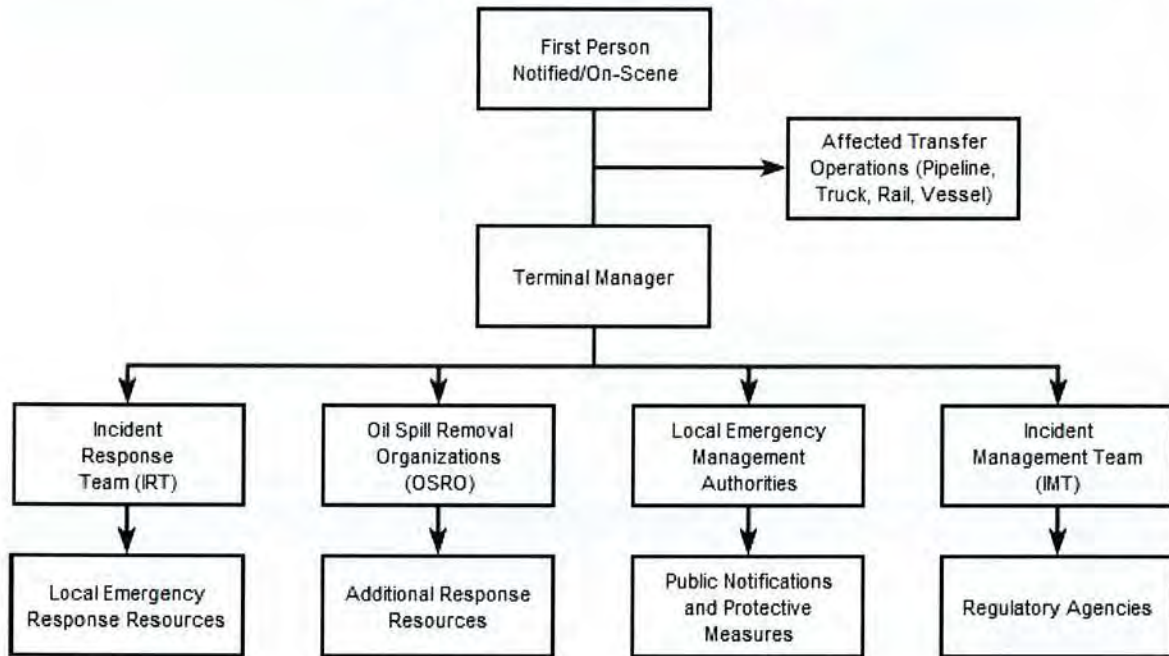 First Person
Notified/On-Scene
Affected Transfer
Operations (Pipeline,
Truck, Rail, Vessel)
Terminal Manager
Incident
Response
Team (IRT)
Oil Spill Removal
Organizations
(OSRO)
Local Emergency
Management
Authorities
Incident
Management Team
(IMT)
Local Emergency
Response Resources
Additional Response
Resources
Public Notifications
and Protective
Measures
Regulatory Agencies